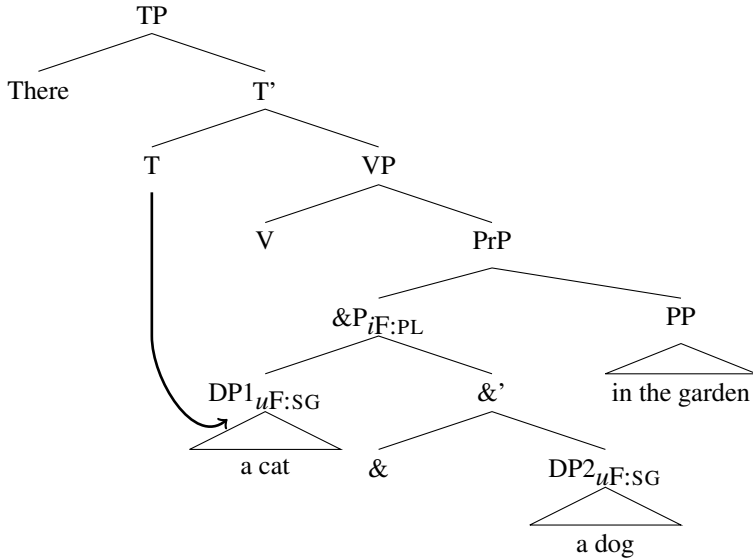 TP
There T’
T VP
V PrP
&P iF:PL PP
DP1 uF:SG &’ in the garden
a cat & DP2 uF:SG
a dog